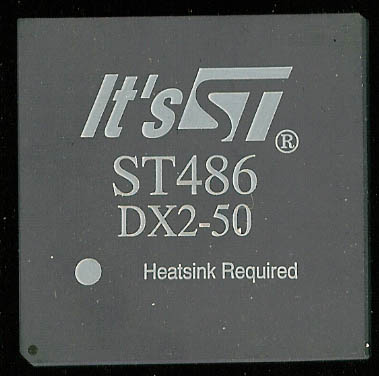 It's ST ®
ST486
DX2-50
Heatsink Required